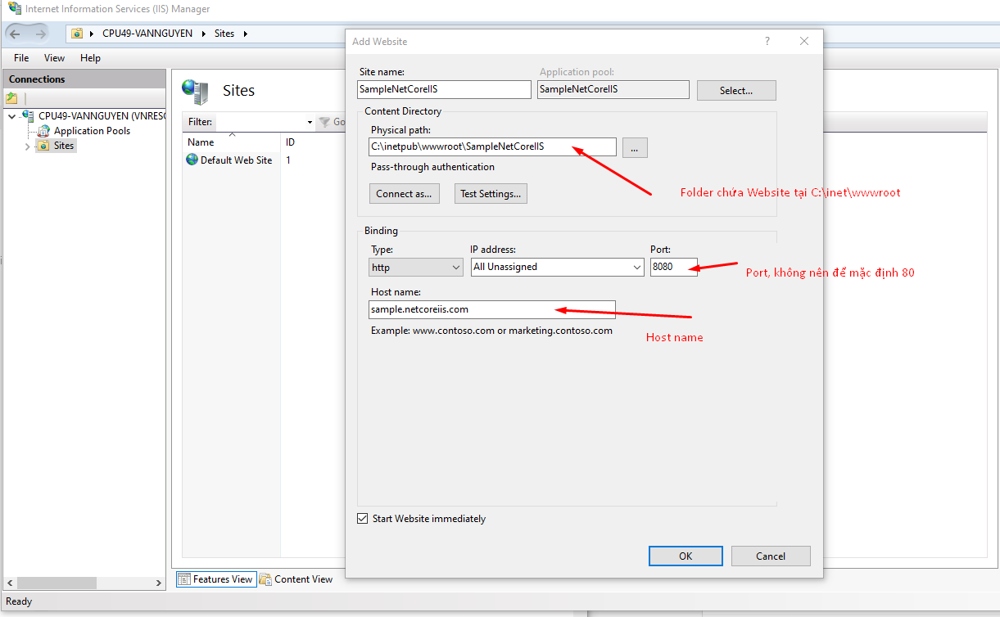 Internet Information Services (IIS) Manager
CPU49-VANNGUYEN
Sites
File View Help
Connections
CPU49-VANNGUYEN (VNRESO
Application Pools
Sites
Sites
Filter:
Go
Name ID
Default Web Site 1
Add Website
?
Site name:
SampleNetCoreIIS
Application pool:
SampleNetCoreIIS
Select...
Content Directory
Physical path:
C:\inetpub\wwwroot\SampleNetCoreIIS
...
Pass-through authentication
Connect as...
Test Settings...
Folder chứa Website tại C:\inet\wwwroot
Binding
Type:
http
IP address:
All Unassigned
Port:
8080
Port, không nên để mặc định 80
Host name:
sample.netcoreiis.com
Host name
Example: www.contoso.com or marketing.contoso.com
Start Website immediately
OK
Cancel
Features View
Content View
Ready